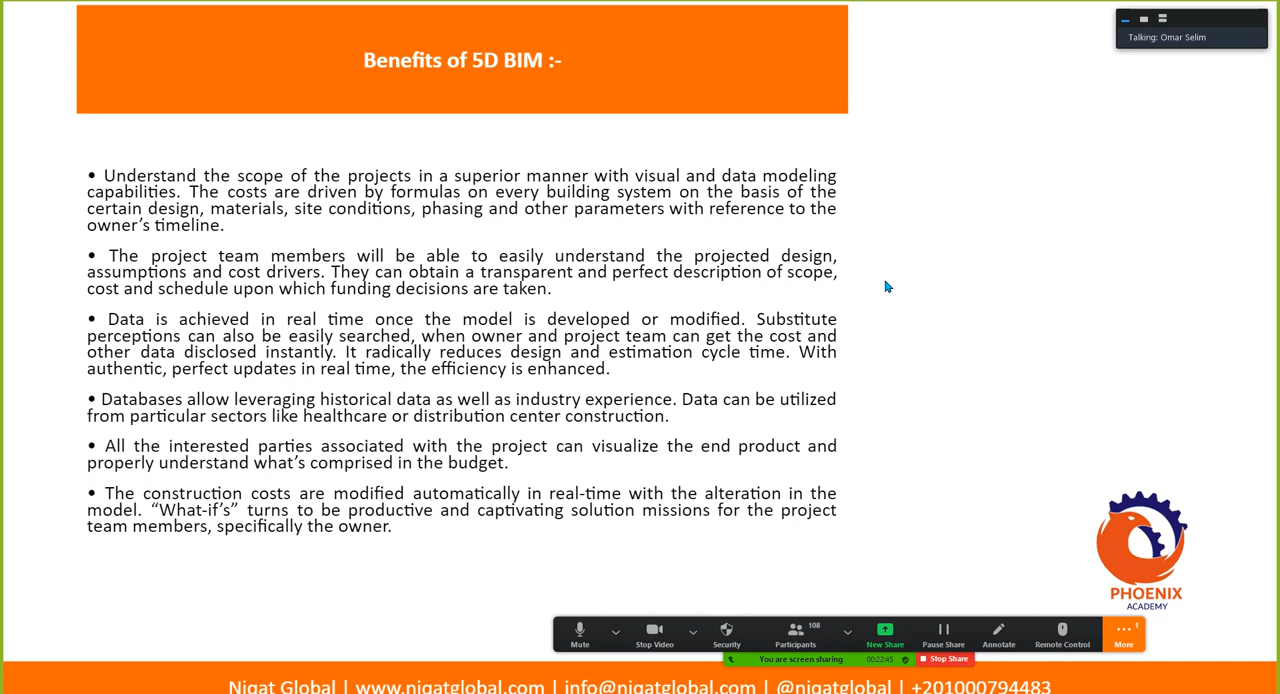 Benefits of 5D BIM :-
Talking: Omar Selim
• Understand the scope of the projects in a superior manner with visual and data modeling
capabilities. The costs are driven by formulas on every building system on the basis of the
certain design, materials, site conditions, phasing and other parameters with reference to the
owner’s timeline.
• The project team members will be able to easily understand the projected design,
assumptions and cost drivers. They can obtain a transparent and perfect description of scope,
cost and schedule upon which funding decisions are taken.
• Data is achieved in real time once the model is developed or modified. Substitute
perceptions can also be easily searched, when owner and project team can get the cost and
other data disclosed instantly. It radically reduces design and estimation cycle time. With
authentic, perfect updates in real time, the efficiency is enhanced.
• Databases allow leveraging historical data as well as industry experience. Data can be utilized
from particular sectors like healthcare or distribution center construction.
• All the interested parties associated with the project can visualize the end product and
properly understand what’s comprised in the budget.
• The construction costs are modified automatically in real-time with the alteration in the
model. “What-if’s” turns to be productive and captivating solution missions for the project
team members, specifically the owner.
PHOENIX
ACADEMY
108
1
Mute Stop Video Security Participants New Share Pause Share Annotate Remote Control More
You are screen sharing 00:22:45 Stop Share
Niqat Global | www.niqatglobal.com | info@niqatglobal.com | @niqatglobal | +201000794483